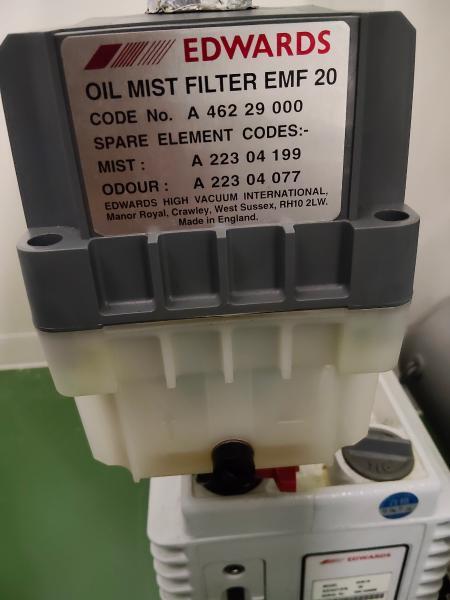 EDWARDS
OIL MIST FILTER EMF 20
CODE No. A 462 29 000
SPARE ELEMENT CODES:-
MIST : A 223 04 199
ODOUR : A 223 04 077
EDWARDS HIGH VACUUM INTERNATIONAL,
Manor Royal, Crawley, West Sussex, RH10 2LW.
Made in England.
EDWARDS